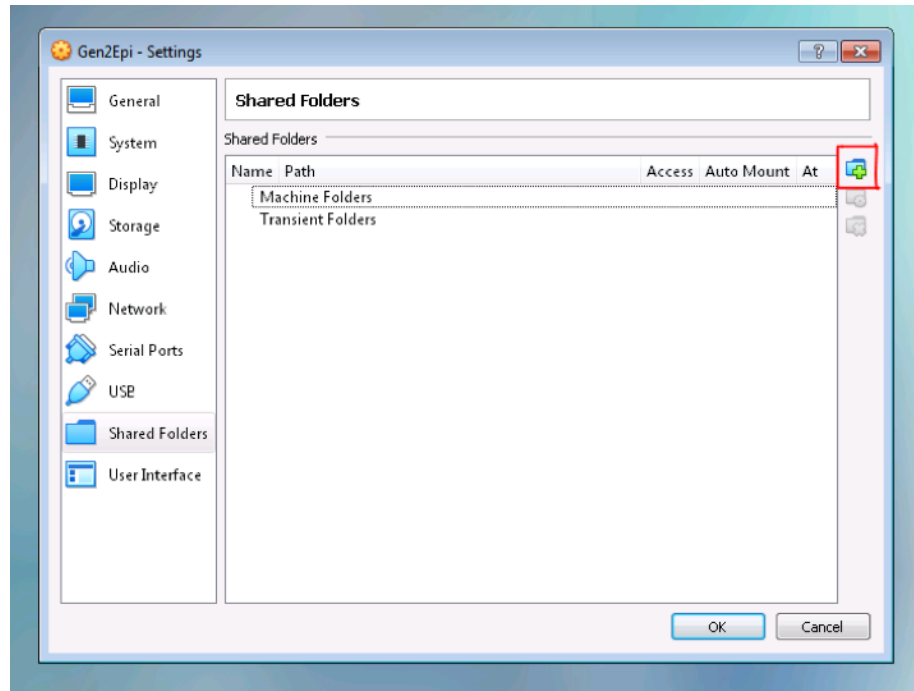 Gen2Epi - Settings
General
System
Display
Storage
Audio
Network
Serial Ports
USB
Shared Folders
User Interface
Shared Folders
Shared Folders
Name Path Access Auto Mount At
Machine Folders
Transient Folders
OK Cancel